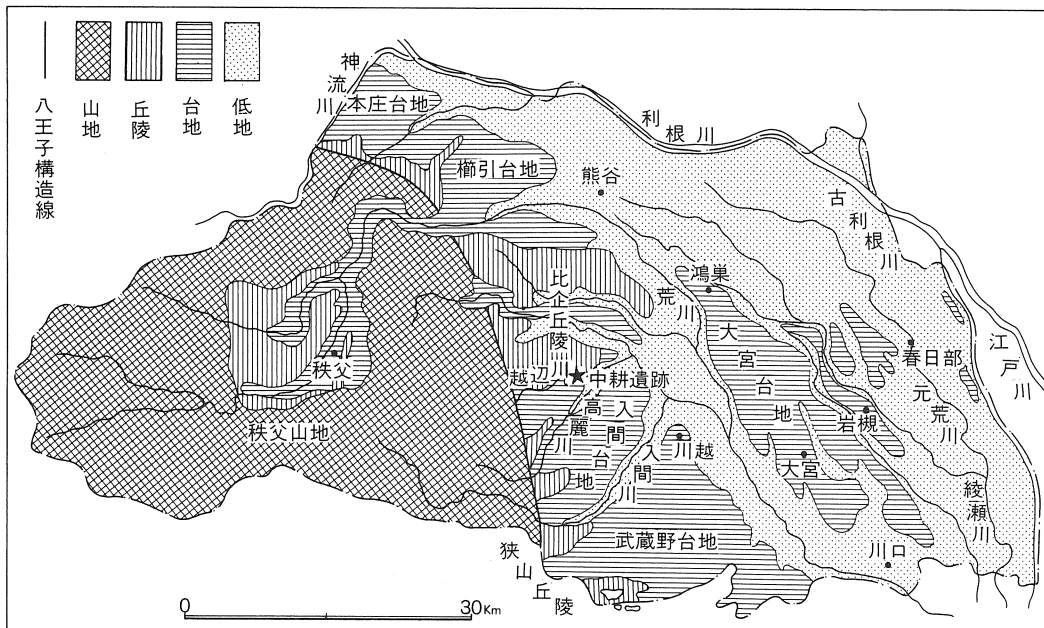 八王子構造線
山地
丘陵
台地
低地
神流川
本庄台地
櫛引台地
利根川
熊谷
古利根川
鴻巣
荒川
比企丘陵
大宮台地
江戸川
春日部
元荒川
秩父
越辺川
中耕遺跡
高麗川
入間台地
入間川
川越
岩槻
大宮
綾瀬川
秩父山地
武蔵野台地
川口
狭山丘陵
0 30Km